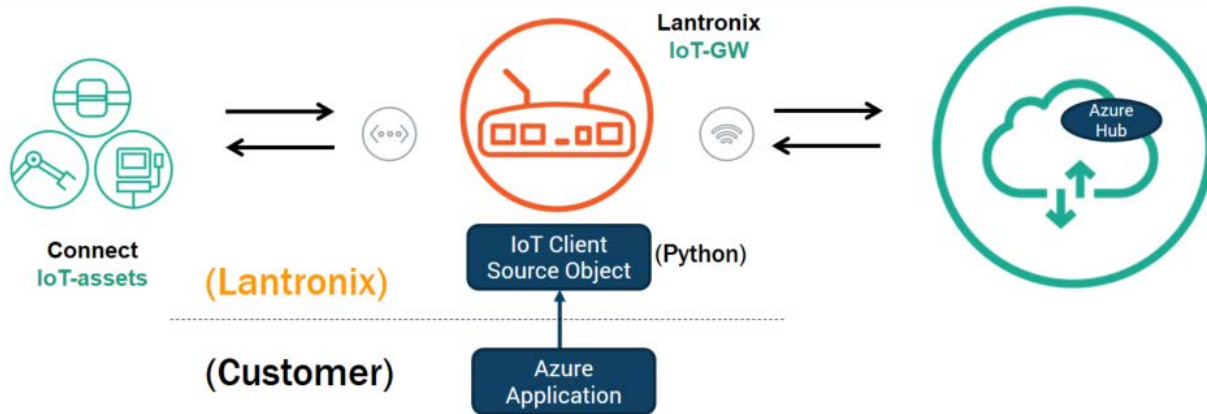 Lantronix
IoT-GW
Azure
Hub
Connect
IoT-assets
IoT Client
Source Object
(Python)
(Lantronix)
(Customer)
Azure
Application